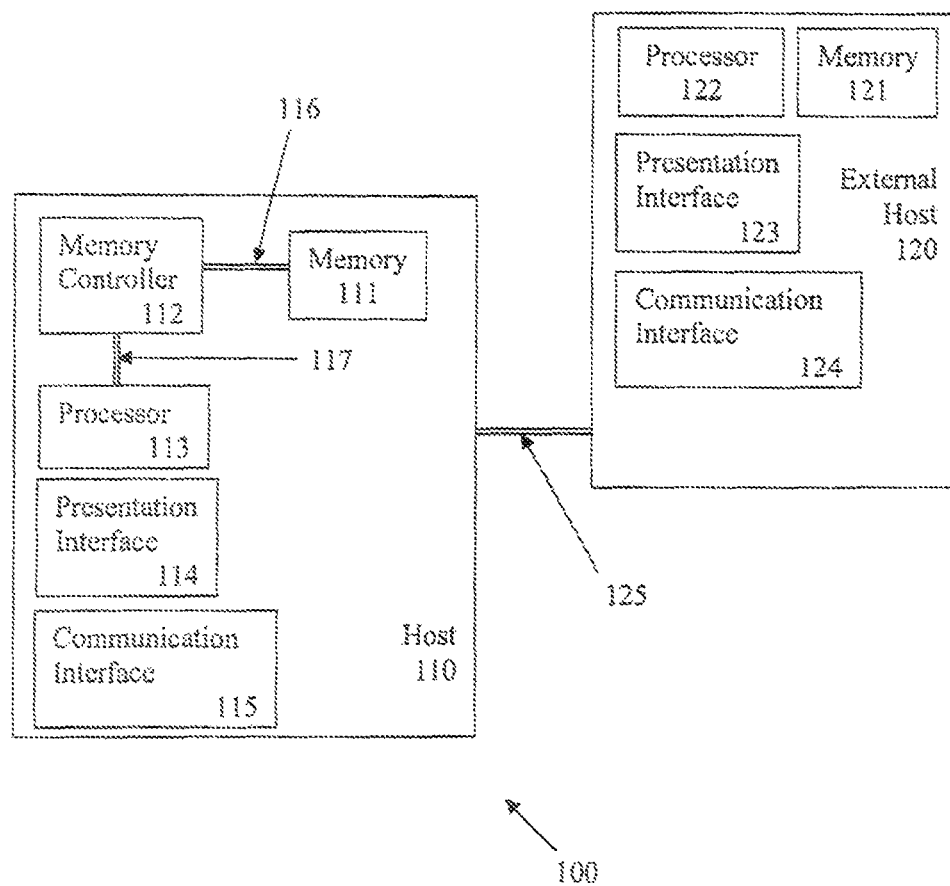 Processor
122
Memory
121
116
Presentation
Interface
123
External
Host
120
Memory
Controller
112
Memory
111
Communication
Interface
124
117
Processor
113
Presentation
Interface
114
125
Communication
Interface
115
Host
110
100